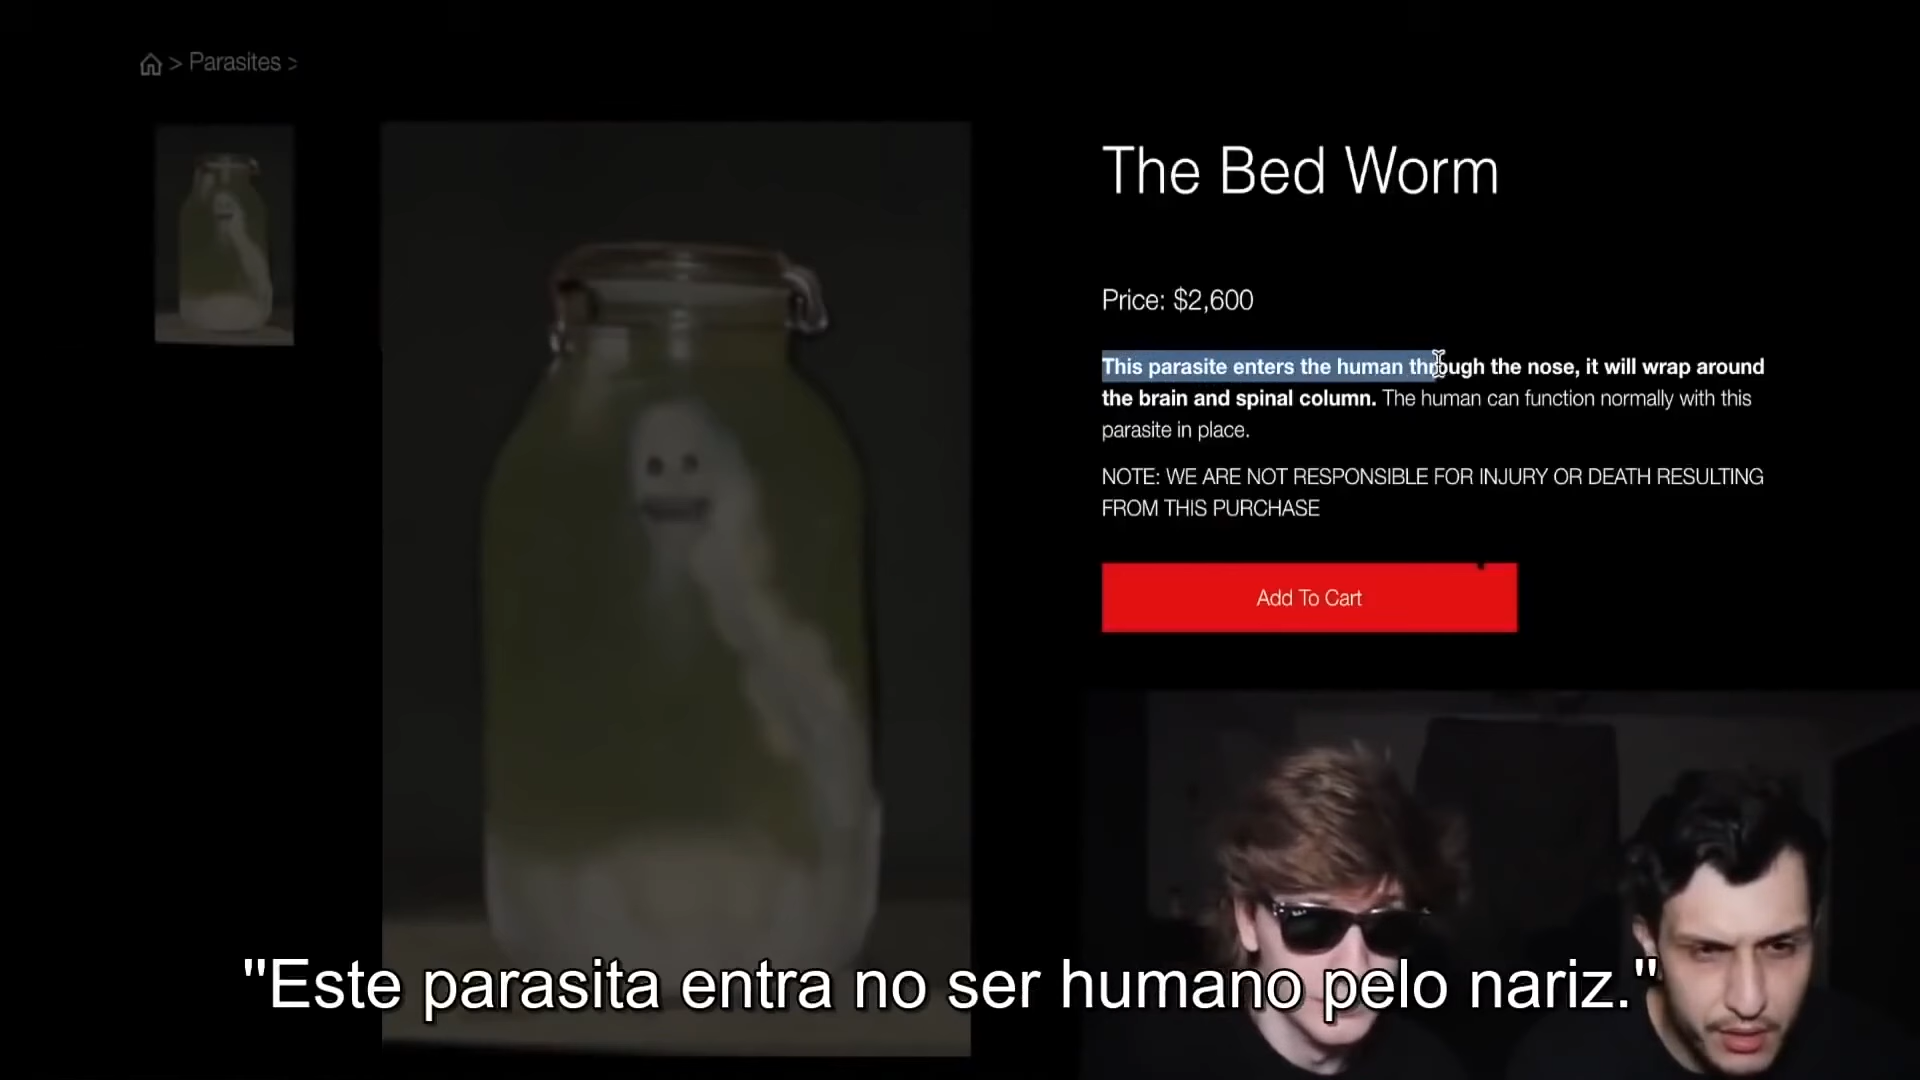 > Parasites >
The Bed Worm
Price: $2,600
This parasite enters the human through the nose, it will wrap around
the brain and spinal column. The human can function normally with this
parasite in place.
NOTE: WE ARE NOT RESPONSIBLE FOR INJURY OR DEATH RESULTING
FROM THIS PURCHASE
Add To Cart
"Este parasita entra no ser humano pelo nariz."